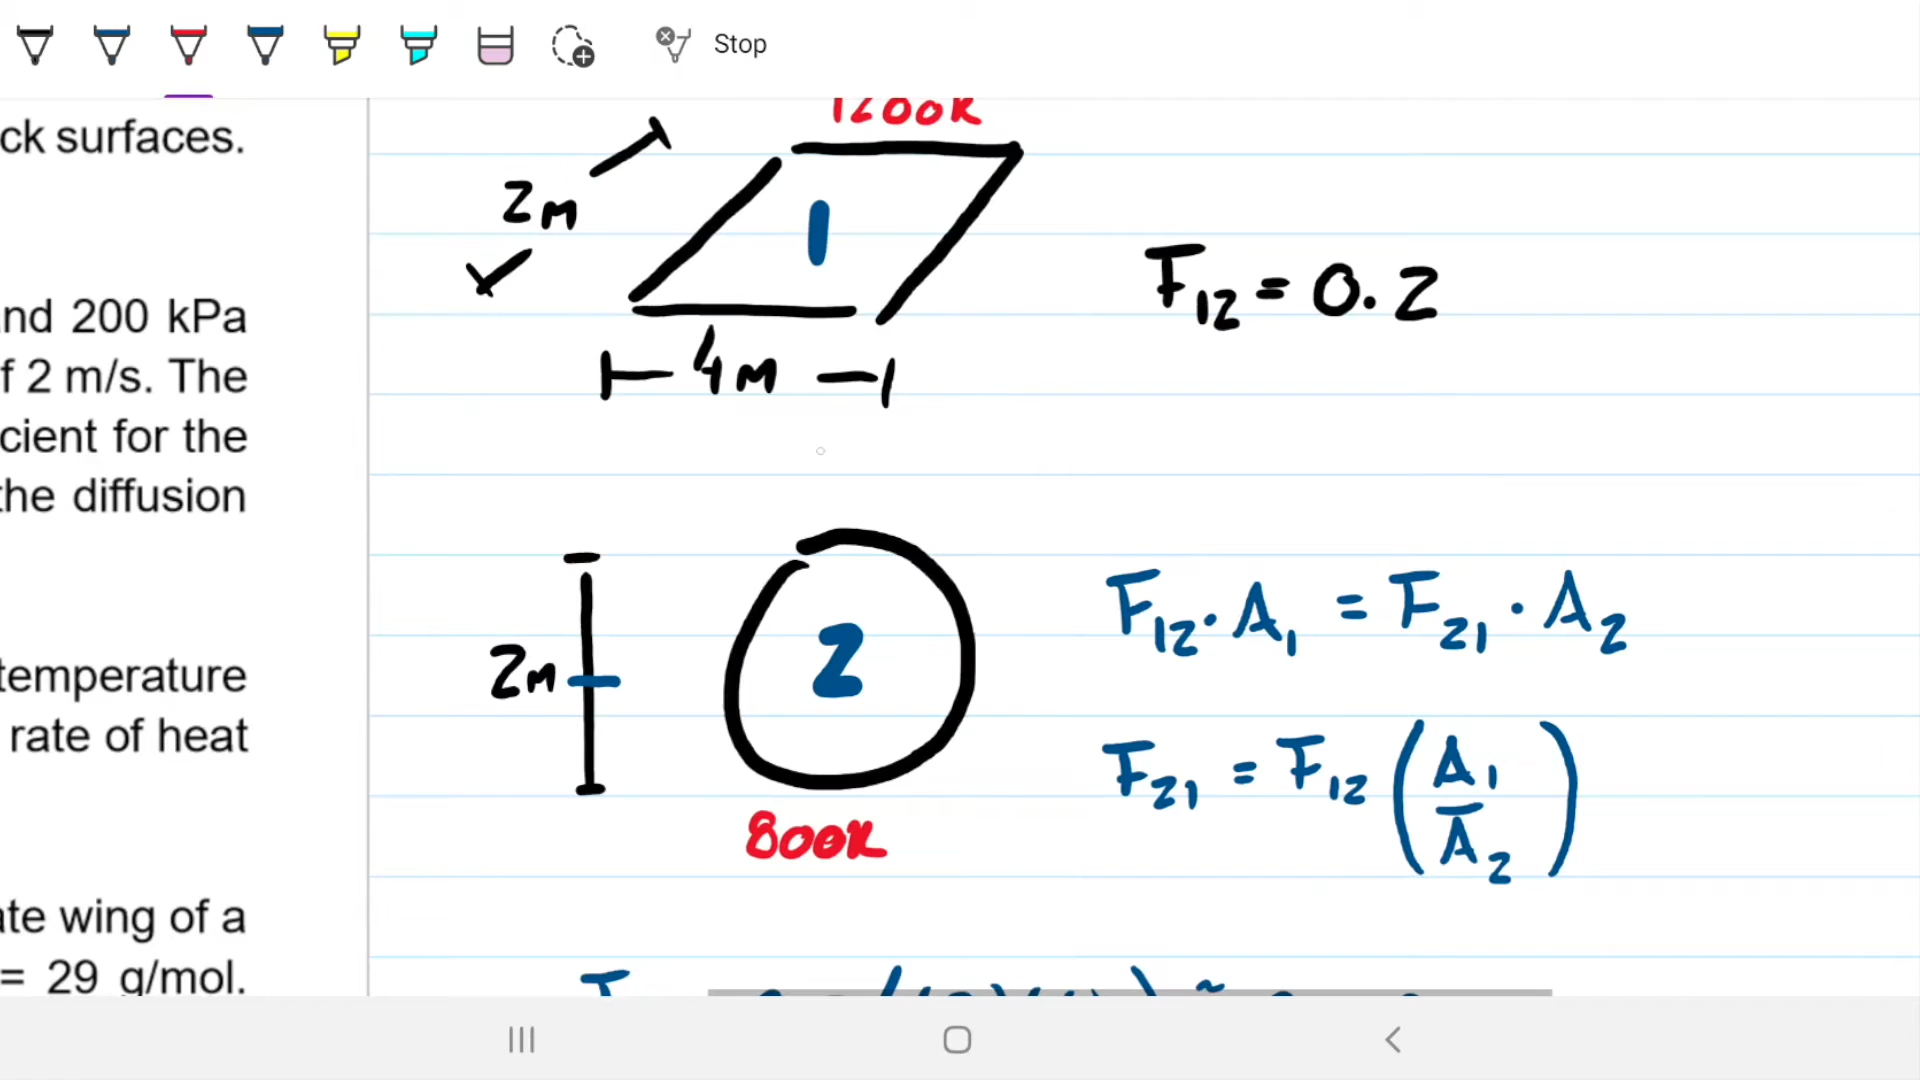 Stop
ck surfaces.
nd 200 kPa
f 2 m/s. The
cient for the
the diffusion
temperature
rate of heat
ate wing of a
= 29 g/mol.
1200K
2m
1
4m
F12 = 0.2
2m
2
800K
F12 · A1 = F21 · A2
F21 = F12 (A1/A2)